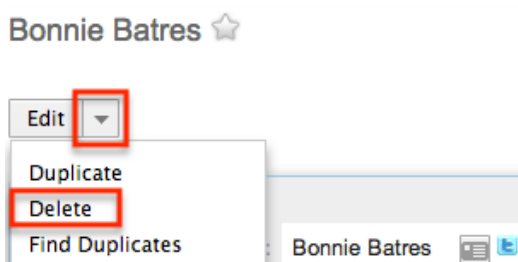 Bonnie Batres
Edit
Duplicate
Delete
Find Duplicates
: Bonnie Batres